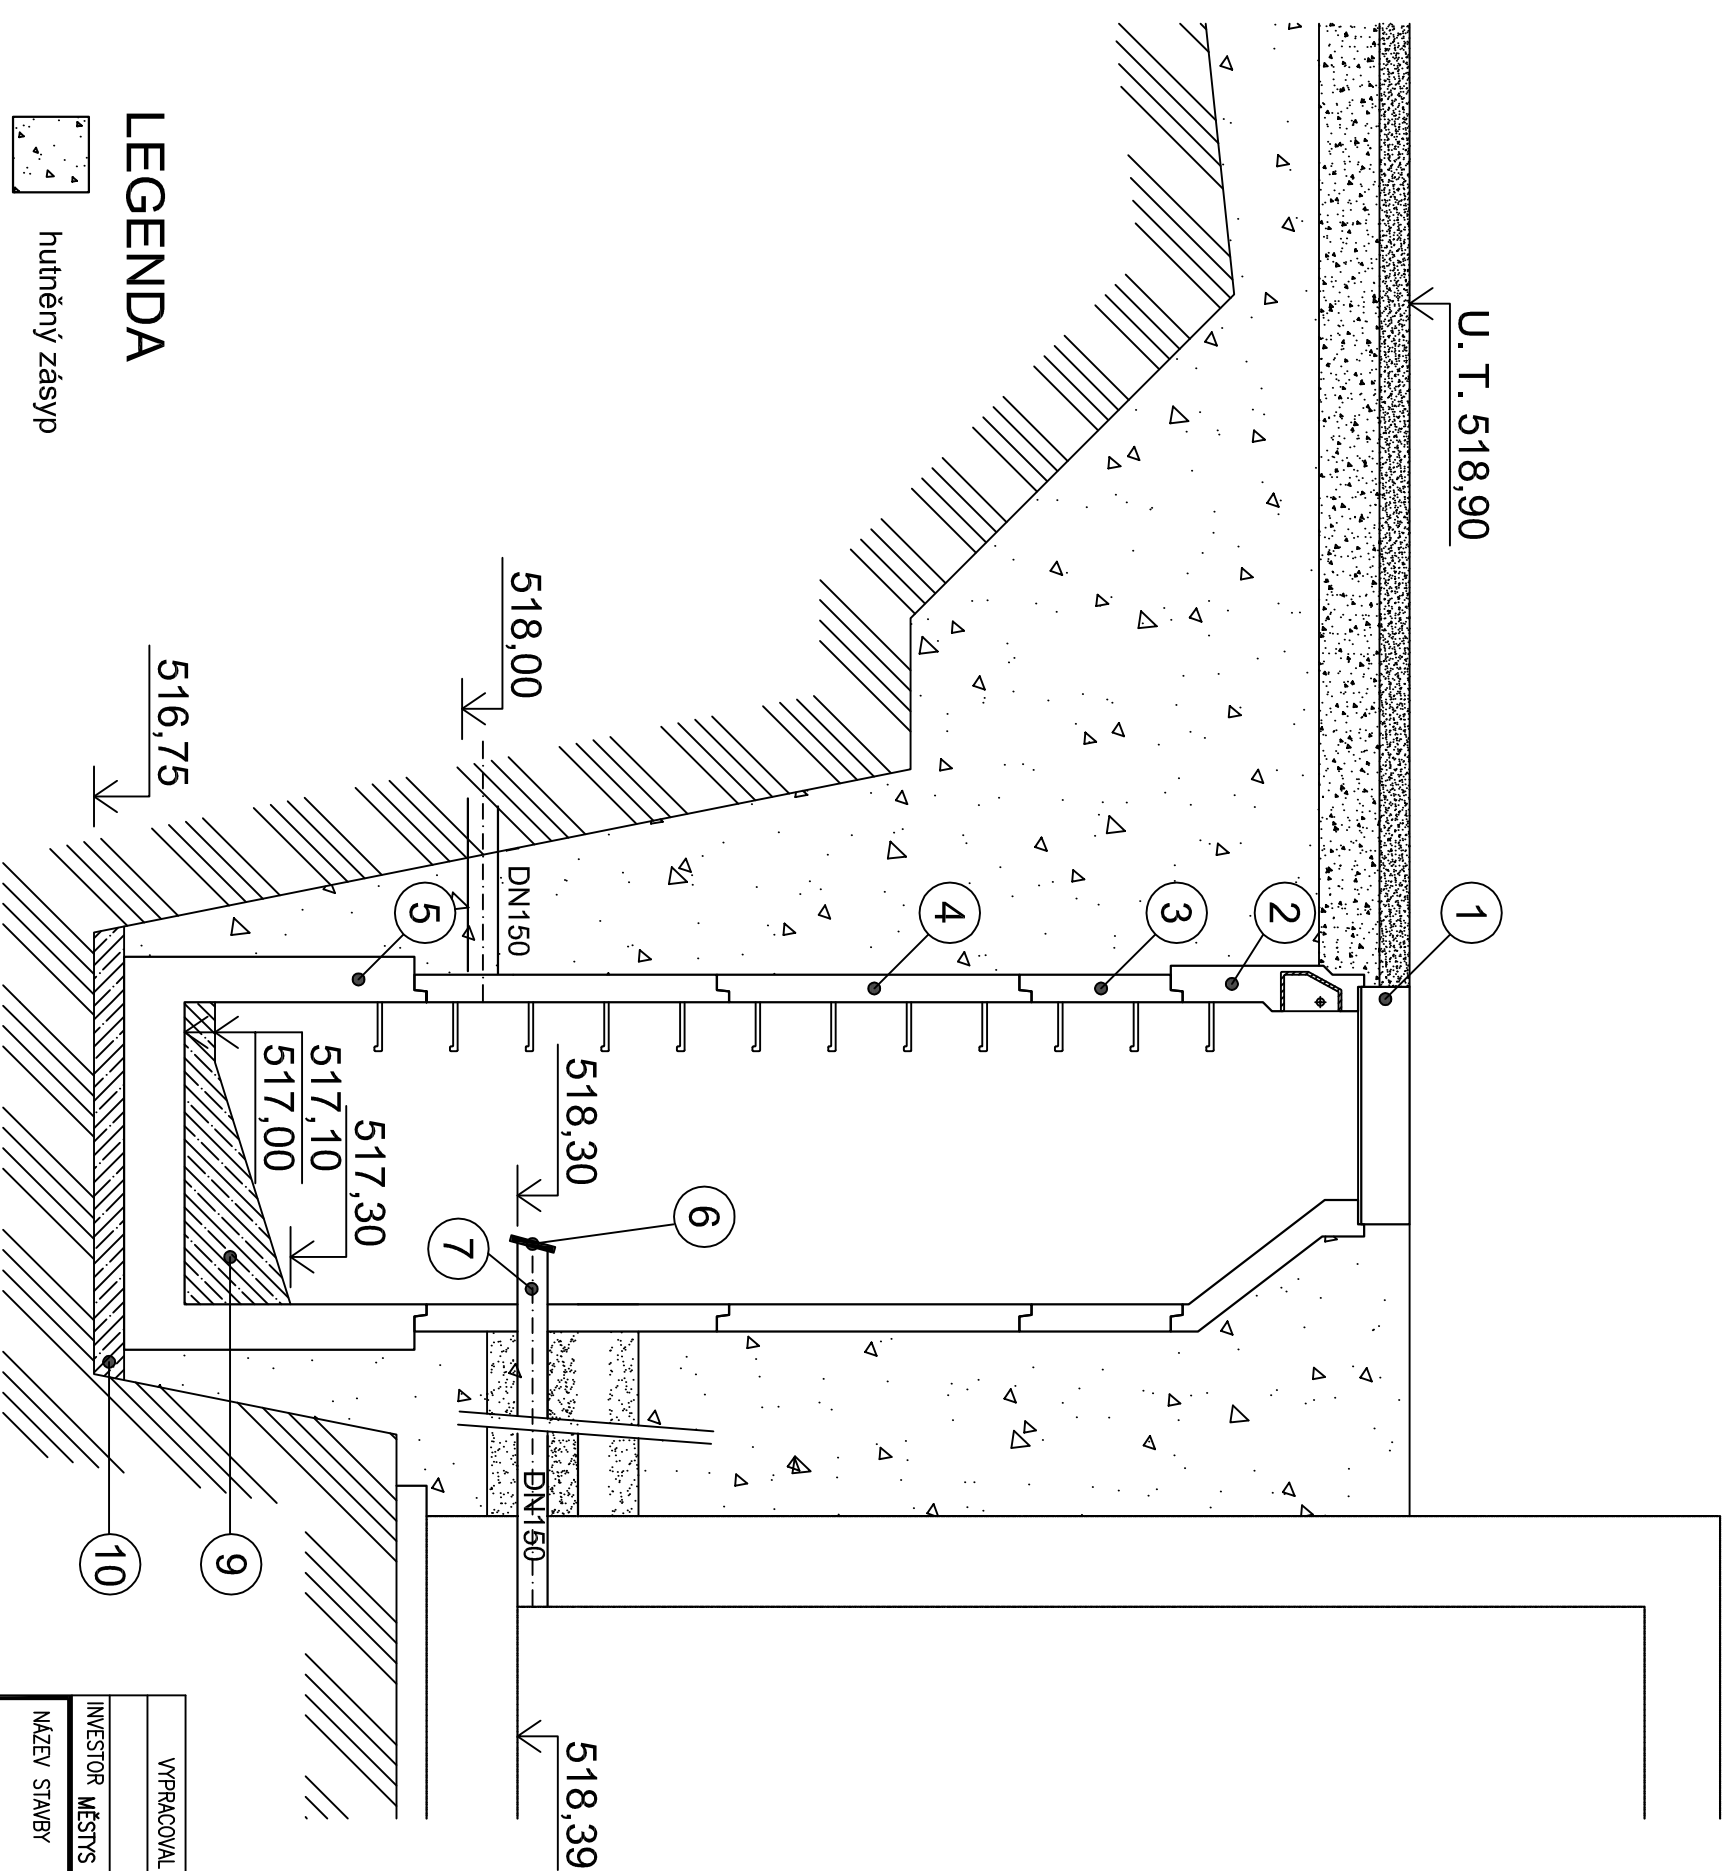 U. T. 518,90
1
2
3
4
5
DN150
518,00
516,75
518,30
6
7
517,10
517,00
517,30
DN150
518,39
9
10
LEGENDA
hutněný zásyp
VYPRACOVAL
INVESTOR MĚSTYS
NÁZEV STAVBY